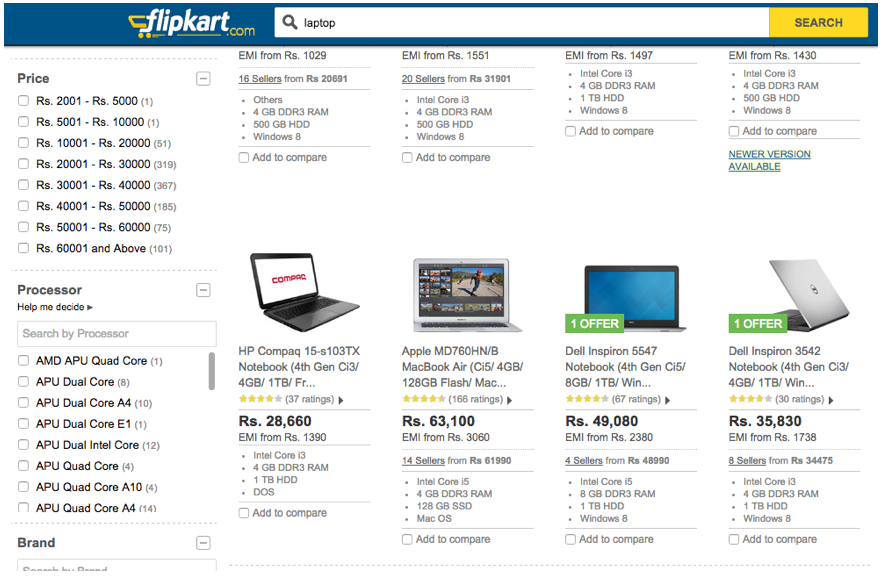 flipkart.com
laptop
SEARCH
Price
Rs. 2001 - Rs. 5000 (1)
Rs. 5001 - Rs. 10000 (1)
Rs. 10001 - Rs. 20000 (51)
Rs. 20001 - Rs. 30000 (319)
Rs. 30001 - Rs. 40000 (367)
Rs. 40001 - Rs. 50000 (185)
Rs. 50001 - Rs. 60000 (75)
Rs. 60001 and Above (101)
Processor
Help me decide ▸
Search by Processor
AMD APU Quad Core (1)
APU Dual Core (8)
APU Dual Core A4 (10)
APU Dual Core E1 (1)
APU Dual Intel Core (12)
APU Quad Core (4)
APU Quad Core A10 (4)
APU Quad Core A4 (14)
Brand
Search by Brand
EMI from Rs. 1029
16 Sellers from Rs 20691
Others
4 GB DDR3 RAM
500 GB HDD
Windows 8
Add to compare
EMI from Rs. 1551
20 Sellers from Rs 31901
Intel Core i3
4 GB DDR3 RAM
500 GB HDD
Windows 8
Add to compare
EMI from Rs. 1497
Intel Core i3
4 GB DDR3 RAM
1 TB HDD
Windows 8
Add to compare
EMI from Rs. 1430
Intel Core i3
4 GB DDR3 RAM
500 GB HDD
Windows 8
Add to compare
NEWER VERSION
AVAILABLE
COMPAQ
HP Compaq 15-s103TX
Notebook (4th Gen Ci3/
4GB/ 1TB/ Fr...
(37 ratings)
Rs. 28,660
EMI from Rs. 1390
Intel Core i3
4 GB DDR3 RAM
1 TB HDD
DOS
Add to compare
Apple MD760HN/B
MacBook Air (Ci5/ 4GB/
128GB Flash/ Mac...
(166 ratings)
Rs. 63,100
EMI from Rs. 3060
14 Sellers from Rs 61990
Intel Core i5
4 GB DDR3 RAM
128 GB SSD
Mac OS
Add to compare
1 OFFER
Dell Inspiron 5547
Notebook (4th Gen Ci5/
8GB/ 1TB/ Win...
(67 ratings)
Rs. 49,080
EMI from Rs. 2380
4 Sellers from Rs 48990
Intel Core i5
8 GB DDR3 RAM
1 TB HDD
Windows 8
Add to compare
1 OFFER
Dell Inspiron 3542
Notebook (4th Gen Ci3/
4GB/ 1TB/ Win...
(30 ratings)
Rs. 35,830
EMI from Rs. 1738
8 Sellers from Rs 34475
Intel Core i3
4 GB DDR3 RAM
1 TB HDD
Windows 8
Add to compare